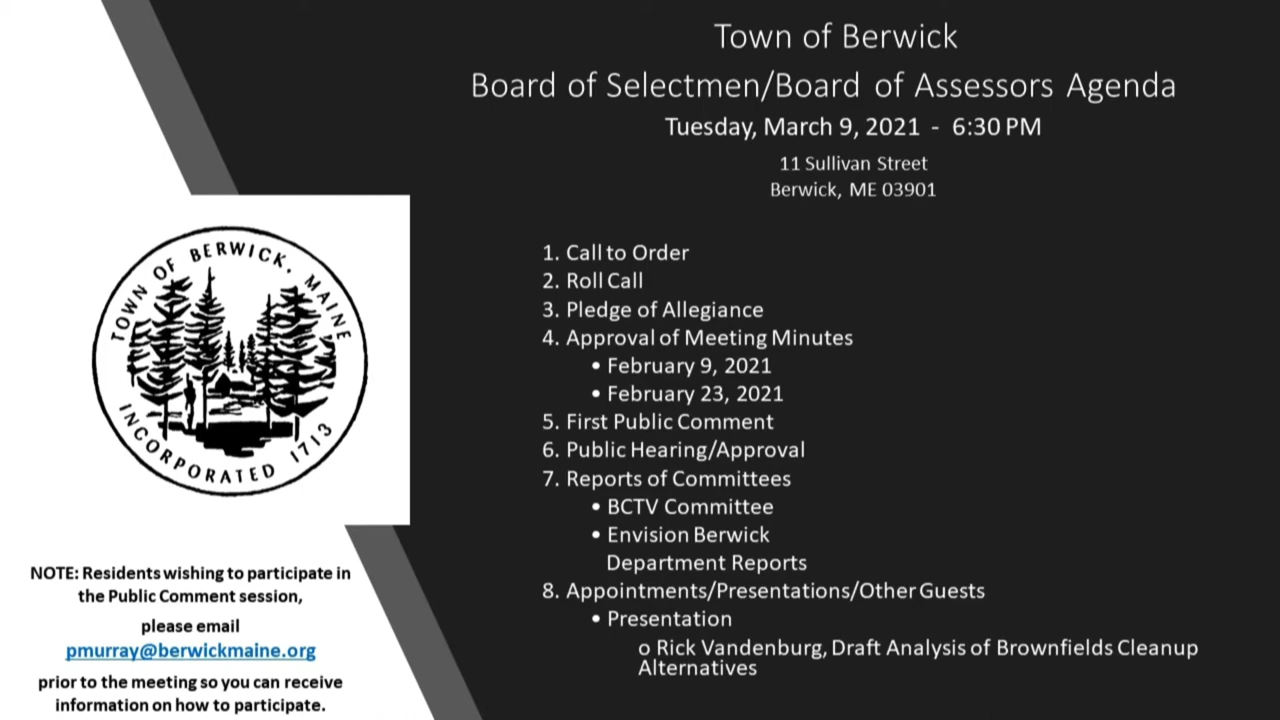 Town of Berwick
Board of Selectmen/Board of Assessors Agenda
Tuesday, March 9, 2021 - 6:30 PM
11 Sullivan Street
Berwick, ME 03901
TOWN OF BERWICK, MAINE
INCORPORATED 1713
1. Call to Order
2. Roll Call
3. Pledge of Allegiance
4. Approval of Meeting Minutes
• February 9, 2021
• February 23, 2021
5. First Public Comment
6. Public Hearing/Approval
7. Reports of Committees
• BCTV Committee
• Envision Berwick
Department Reports
8. Appointments/Presentations/Other Guests
• Presentation
o Rick Vandenburg, Draft Analysis of Brownfields Cleanup
Alternatives
NOTE: Residents wishing to participate in
the Public Comment session,
please email
pmurray@berwickmaine.org
prior to the meeting so you can receive
information on how to participate.